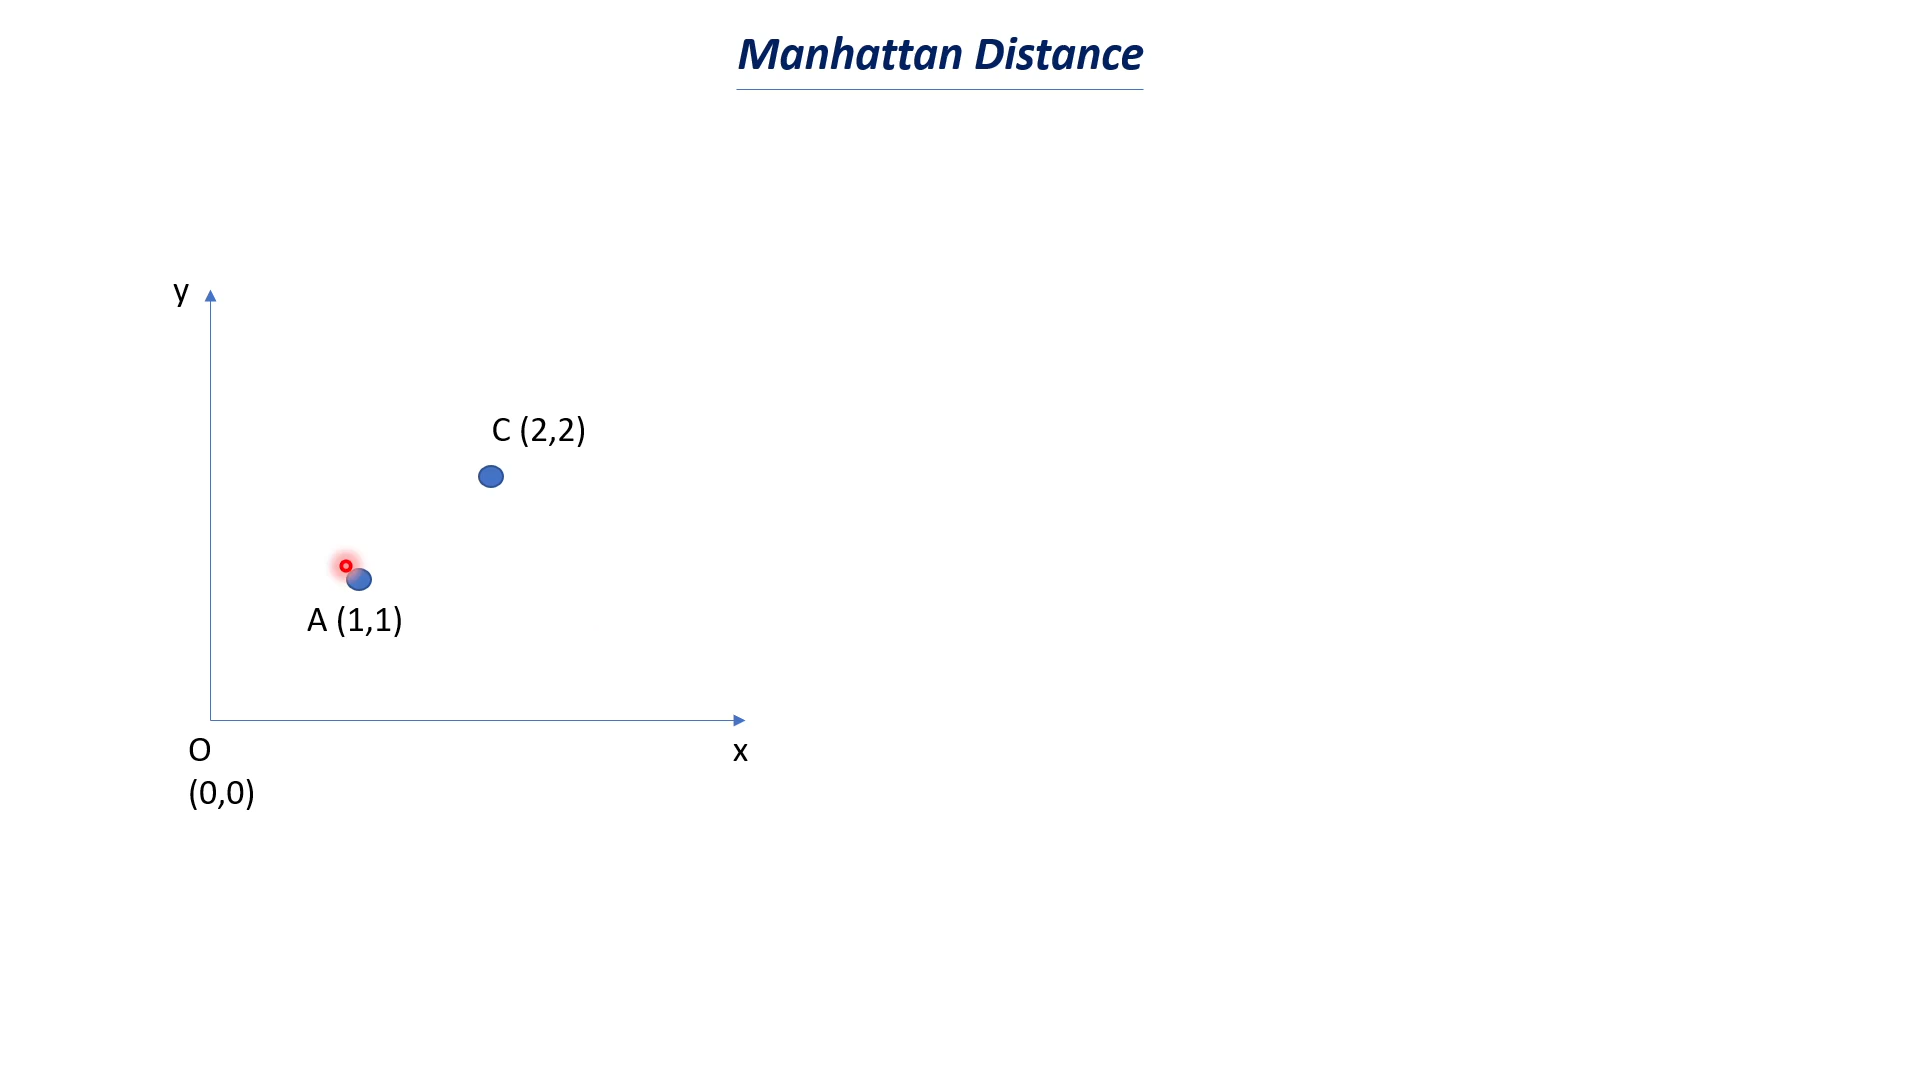 Manhattan Distance
y
C (2,2)
A (1,1)
O
x
(0,0)